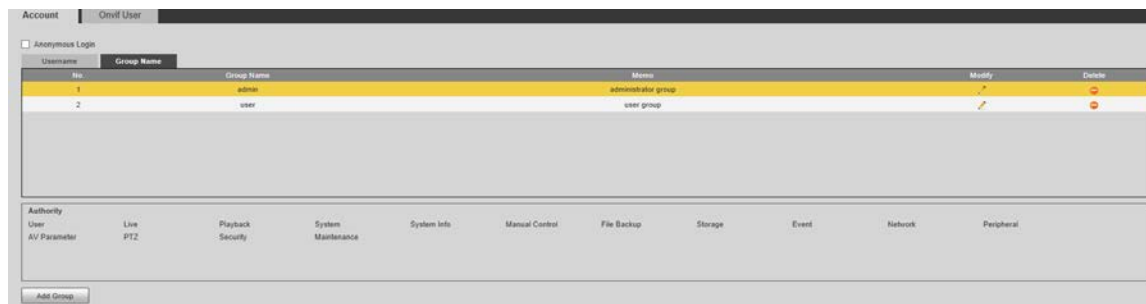 Account Onvif User
Anonymous Login
Username Group Name
No. Group Name Memo Modify Delete
1 admin administrator group
2 user user group
Authority
User Live Playback System System Info Manual Control File Backup Storage Event Network Peripheral
AV Parameter PTZ Security Maintenance
Add Group